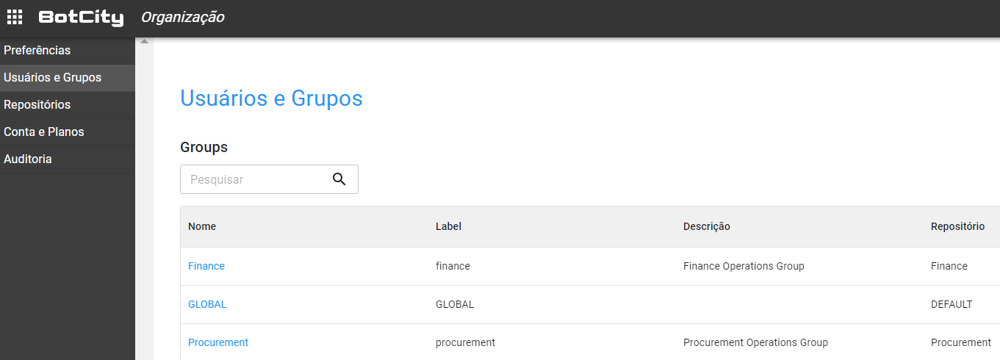 BotCity Organização
Preferências
Usuários e Grupos
Repositórios
Conta e Planos
Auditoria
Usuários e Grupos
Groups
Pesquisar
Nome Label Descrição Repositório
Finance finance Finance Operations Group Finance
GLOBAL GLOBAL DEFAULT
Procurement procurement Procurement Operations Group Procurement